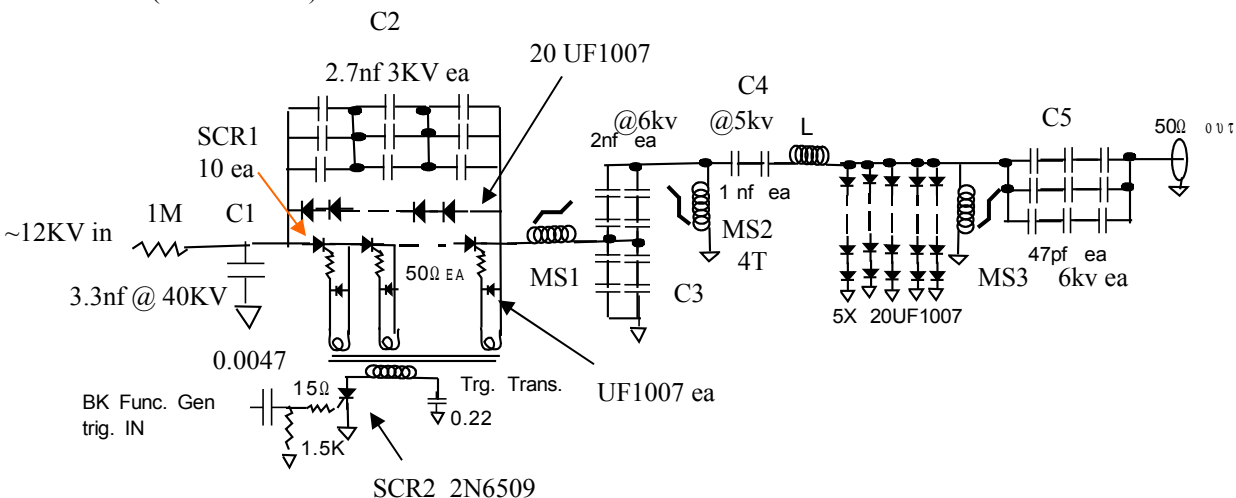 C2
20 UF1007
2.7nf 3KV ea
C4
@6kv
@5kv
C5
50Ω OUT
SCR1
10 ea
2nf ea
L
1M
C1
1 nf ea
~12KV in
MS2
4T
50Ω EA
MS1
47pf ea
MS3
6kv ea
C3
3.3nf @ 40KV
5X 20UF1007
0.0047
15Ω
Trg. Trans.
UF1007 ea
BK Func. Gen
trig. IN
0.22
1.5K
SCR2 2N6509